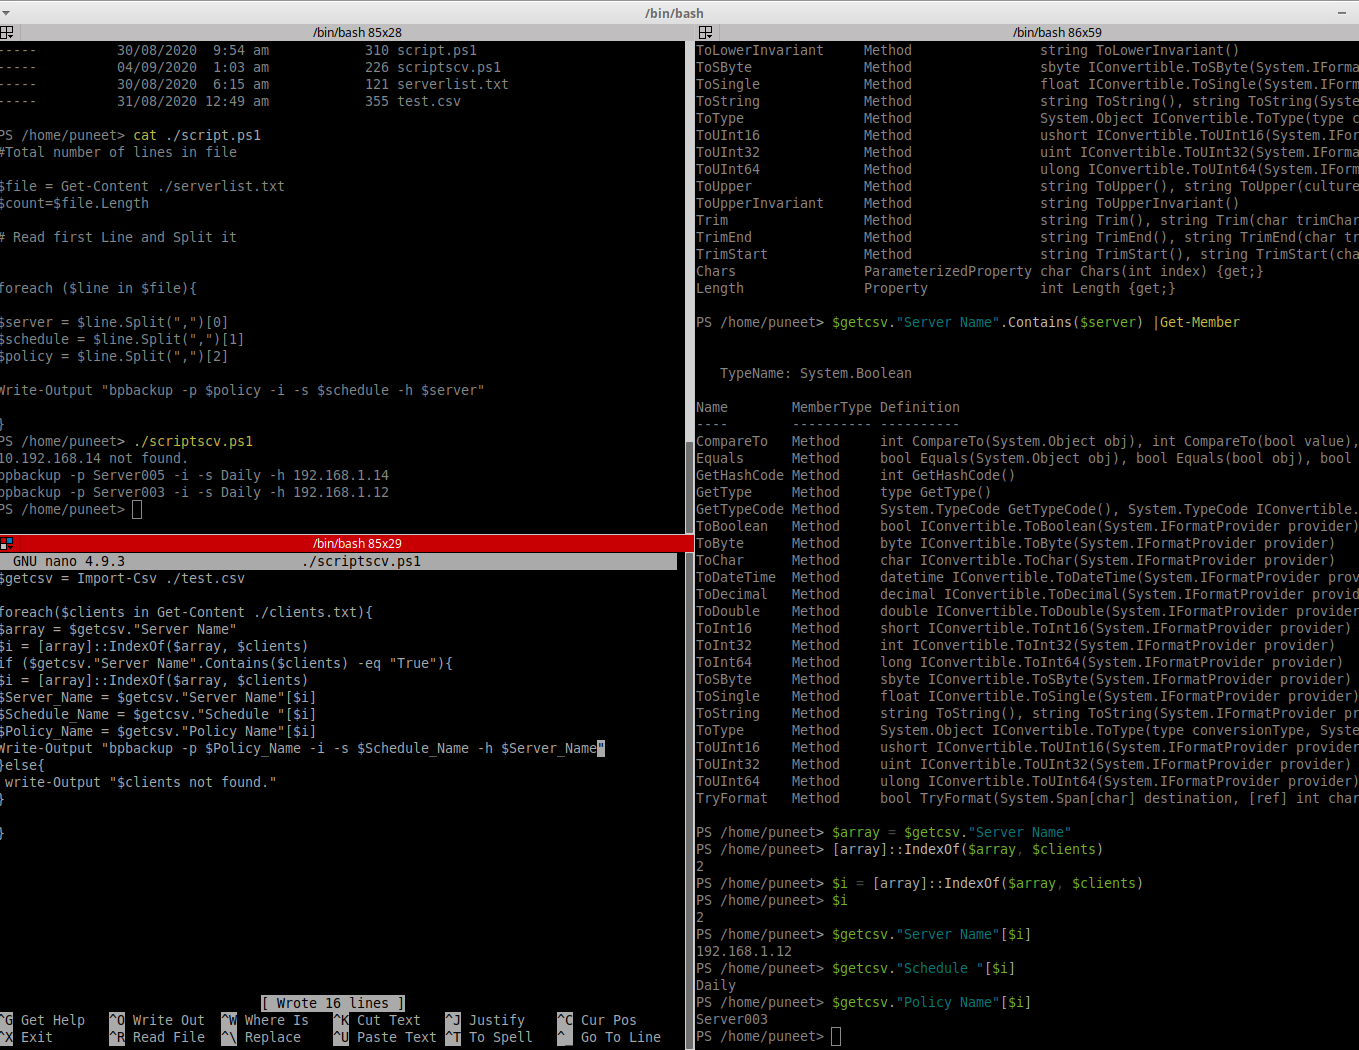 /bin/bash
/bin/bash 85x28
----- 30/08/2020 9:54 am 310 script.ps1
----- 04/09/2020 1:03 am 226 scriptscv.ps1
----- 30/08/2020 6:15 am 121 serverlist.txt
----- 31/08/2020 12:49 am 355 test.csv
PS /home/puneet> cat ./script.ps1
#Total number of lines in file
$file = Get-Content ./serverlist.txt
$count=$file.Length
# Read first Line and Split it
foreach ($line in $file){
$server = $line.Split(",")[0]
$schedule = $line.Split(",")[1]
$policy = $line.Split(",")[2]
Write-Output "bpbackup -p $policy -i -s $schedule -h $server"
}
PS /home/puneet> ./scriptscv.ps1
10.192.168.14 not found.
bpbackup -p Server005 -i -s Daily -h 192.168.1.14
bpbackup -p Server003 -i -s Daily -h 192.168.1.12
PS /home/puneet>
/bin/bash 85x29
GNU nano 4.9.3 ./scriptscv.ps1
$getcsv = Import-Csv ./test.csv
foreach($clients in Get-Content ./clients.txt){
$array = $getcsv."Server Name"
$i = [array]::IndexOf($array, $clients)
if ($getcsv."Server Name".Contains($clients) -eq "True"){
$i = [array]::IndexOf($array, $clients)
$Server_Name = $getcsv."Server Name"[$i]
$Schedule_Name = $getcsv."Schedule "[$i]
$Policy_Name = $getcsv."Policy Name"[$i]
Write-Output "bpbackup -p $Policy_Name -i -s $Schedule_Name -h $Server_Name"
}else{
write-Output "$clients not found."
}
}
[ Wrote 16 lines ]
^G Get Help ^O Write Out ^W Where Is ^K Cut Text ^J Justify ^C Cur Pos
^X Exit ^R Read File ^\ Replace ^U Paste Text ^T To Spell ^_ Go To Line
/bin/bash 86x59
ToLowerInvariant Method string ToLowerInvariant()
ToSByte Method sbyte IConvertible.ToSByte(System.IForma
ToSingle Method float IConvertible.ToSingle(System.IForm
ToString Method string ToString(), string ToString(Syste
ToType Method System.Object IConvertible.ToType(type c
ToUInt16 Method ushort IConvertible.ToUInt16(System.IFor
ToUInt32 Method uint IConvertible.ToUInt32(System.IForma
ToUInt64 Method ulong IConvertible.ToUInt64(System.IForm
ToUpper Method string ToUpper(), string ToUpper(culture
ToUpperInvariant Method string ToUpperInvariant()
Trim Method string Trim(), string Trim(char trimChar
TrimEnd Method string TrimEnd(), string TrimEnd(char tr
TrimStart Method string TrimStart(), string TrimStart(cha
Chars ParameterizedProperty char Chars(int index) {get;}
Length Property int Length {get;}
PS /home/puneet> $getcsv."Server Name".Contains($server) |Get-Member
TypeName: System.Boolean
Name MemberType Definition
---- ---------- ----------
CompareTo Method int CompareTo(System.Object obj), int CompareTo(bool value),
Equals Method bool Equals(System.Object obj), bool Equals(bool obj), bool
GetHashCode Method int GetHashCode()
GetType Method type GetType()
GetTypeCode Method System.TypeCode GetTypeCode(), System.TypeCode IConvertible.
ToBoolean Method bool IConvertible.ToBoolean(System.IFormatProvider provider)
ToByte Method byte IConvertible.ToByte(System.IFormatProvider provider)
ToChar Method char IConvertible.ToChar(System.IFormatProvider provider)
ToDateTime Method datetime IConvertible.ToDateTime(System.IFormatProvider prov
ToDecimal Method decimal IConvertible.ToDecimal(System.IFormatProvider provid
ToDouble Method double IConvertible.ToDouble(System.IFormatProvider provider
ToInt16 Method short IConvertible.ToInt16(System.IFormatProvider provider)
ToInt32 Method int IConvertible.ToInt32(System.IFormatProvider provider)
ToInt64 Method long IConvertible.ToInt64(System.IFormatProvider provider)
ToSByte Method sbyte IConvertible.ToSByte(System.IFormatProvider provider)
ToSingle Method float IConvertible.ToSingle(System.IFormatProvider provider)
ToString Method string ToString(), string ToString(System.IFormatProvider pr
ToType Method System.Object IConvertible.ToType(type conversionType, Syste
ToUInt16 Method ushort IConvertible.ToUInt16(System.IFormatProvider provider
ToUInt32 Method uint IConvertible.ToUInt32(System.IFormatProvider provider)
ToUInt64 Method ulong IConvertible.ToUInt64(System.IFormatProvider provider)
TryFormat Method bool TryFormat(System.Span[char] destination, [ref] int char
PS /home/puneet> $array = $getcsv."Server Name"
PS /home/puneet> [array]::IndexOf($array, $clients)
2
PS /home/puneet> $i = [array]::IndexOf($array, $clients)
PS /home/puneet> $i
2
PS /home/puneet> $getcsv."Server Name"[$i]
192.168.1.12
PS /home/puneet> $getcsv."Schedule "[$i]
Daily
PS /home/puneet> $getcsv."Policy Name"[$i]
Server003
PS /home/puneet>